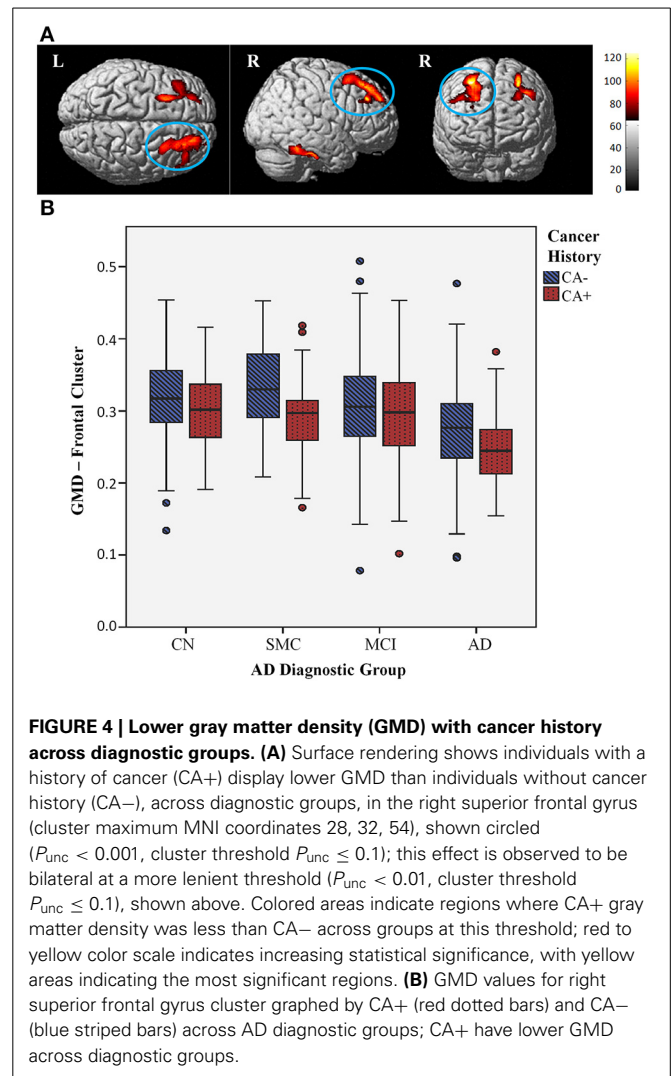 A
L
R
R
120
100
80
60
40
20
0
B
Cancer
History
CA-
CA+
GMD – Frontal Cluster
0.5
0.4
0.3
0.2
0.1
0.0
CN SMC MCI AD
AD Diagnostic Group
FIGURE 4 | Lower gray matter density (GMD) with cancer history
across diagnostic groups. (A) Surface rendering shows individuals with a
history of cancer (CA+) display lower GMD than individuals without cancer
history (CA−), across diagnostic groups, in the right superior frontal gyrus
(cluster maximum MNI coordinates 28, 32, 54), shown circled
(Punc < 0.001, cluster threshold Punc ≤ 0.1); this effect is observed to be
bilateral at a more lenient threshold (Punc < 0.01, cluster threshold
Punc ≤ 0.1), shown above. Colored areas indicate regions where CA+ gray
matter density was less than CA− across groups at this threshold; red to
yellow color scale indicates increasing statistical significance, with yellow
areas indicating the most significant regions. (B) GMD values for right
superior frontal gyrus cluster graphed by CA+ (red dotted bars) and CA−
(blue striped bars) across AD diagnostic groups; CA+ have lower GMD
across diagnostic groups.